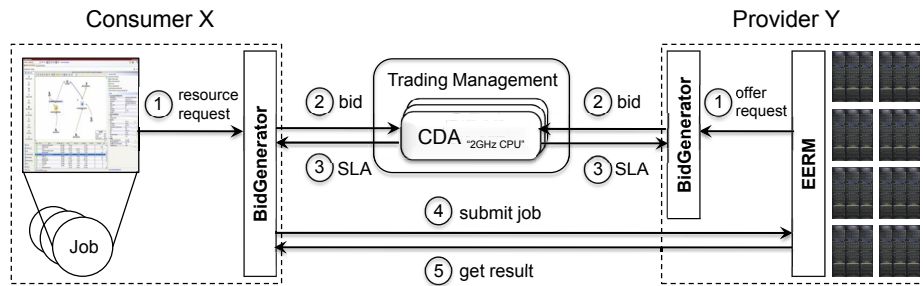 Consumer X
Provider Y
Trading Management
CDA "2GHz CPU"
1 resource request
BidGenerator
2 bid
3 SLA
2 bid
3 SLA
BidGenerator
1 offer request
EERM
Job
4 submit job
5 get result